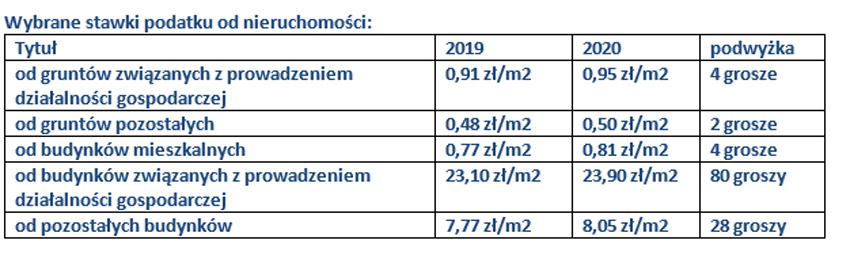 Wybrane stawki podatku od nieruchomości:
Tytuł 2019 2020 podwyżka
od gruntów związanych z prowadzeniem 0,91 zł/m2 0,95 zł/m2 4 grosze
działalności gospodarczej
od gruntów pozostałych 0,48 zł/m2 0,50 zł/m2 2 grosze
od budynków mieszkalnych 0,77 zł/m2 0,81 zł/m2 4 grosze
od budynków związanych z prowadzeniem 23,10 zł/m2 23,90 zł/m2 80 groszy
działalności gospodarczej
od pozostałych budynków 7,77 zł/m2 8,05 zł/m2 28 groszy